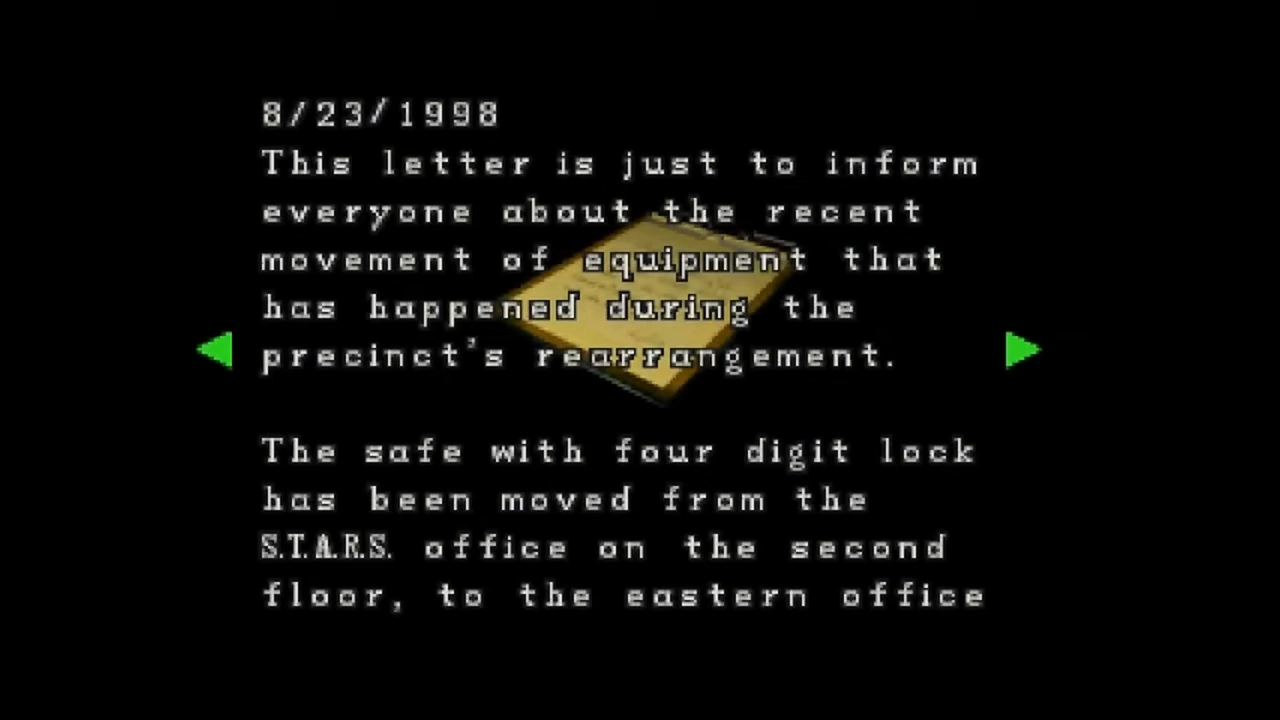 8/23/1998
This letter is just to inform
everyone about the recent
movement of equipment that
has happened during the
precinct's rearrangement.
The safe with four digit lock
has been moved from the
S.T.A.R.S. office on the second
floor, to the eastern office